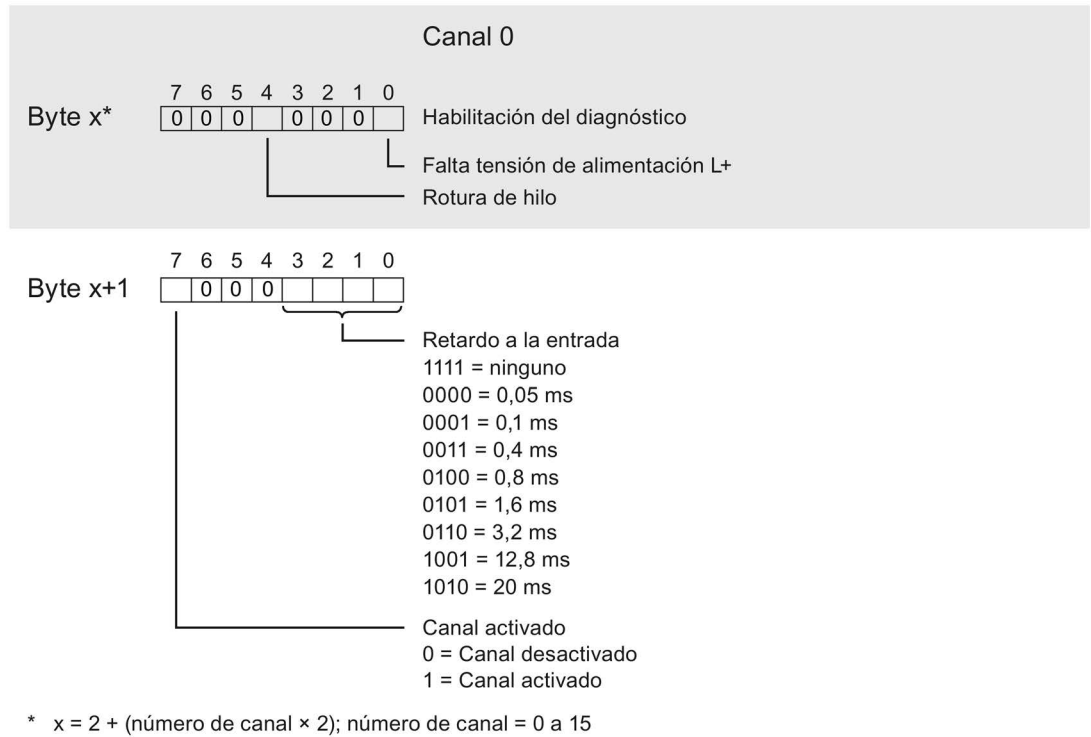 Canal 0
7 6 5 4 3 2 1 0
Byte x* 0 0 0 0 0 0 Habilitación del diagnóstico
Falta tensión de alimentación L+
Rotura de hilo
7 6 5 4 3 2 1 0
Byte x+1 0 0 0
Retardo a la entrada
1111 = ninguno
0000 = 0,05 ms
0001 = 0,1 ms
0011 = 0,4 ms
0100 = 0,8 ms
0101 = 1,6 ms
0110 = 3,2 ms
1001 = 12,8 ms
1010 = 20 ms
Canal activado
0 = Canal desactivado
1 = Canal activado
* x = 2 + (número de canal × 2); número de canal = 0 a 15